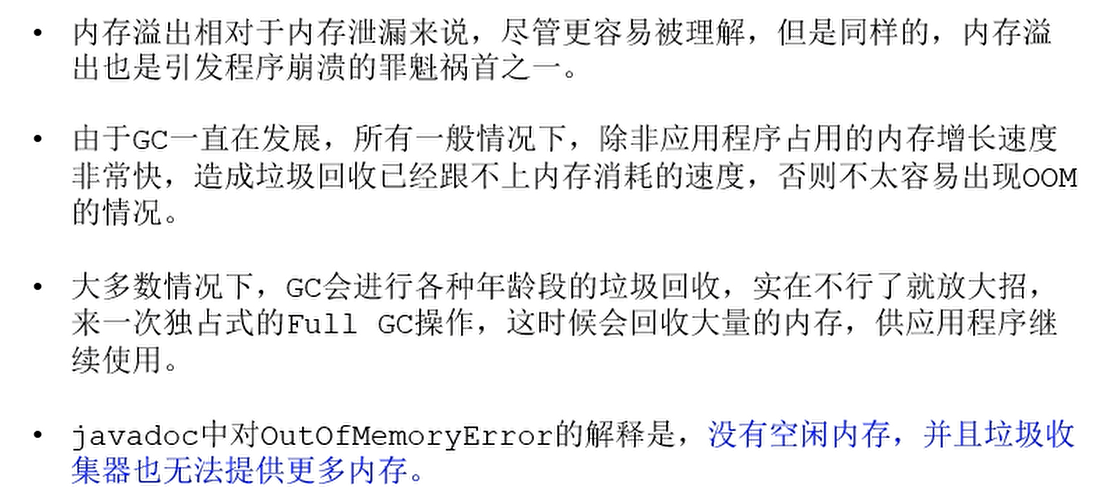 • 内存溢出相对于内存泄漏来说，尽管更容易被理解，但是同样的，内存溢
出也是引发程序崩溃的罪魁祸首之一。
• 由于GC一直在发展，所有一般情况下，除非应用程序占用的内存增长速度
非常快，造成垃圾回收已经跟不上内存消耗的速度，否则不太容易出现OOM
的情况。
• 大多数情况下，GC会进行各种年龄段的垃圾回收，实在不行了就放大招，
来一次独占式的Full GC操作，这时候会回收大量的内存，供应用程序继
续使用。
• javadoc中对OutOfMemoryError的解释是，没有空闲内存，并且垃圾收
集器也无法提供更多内存。